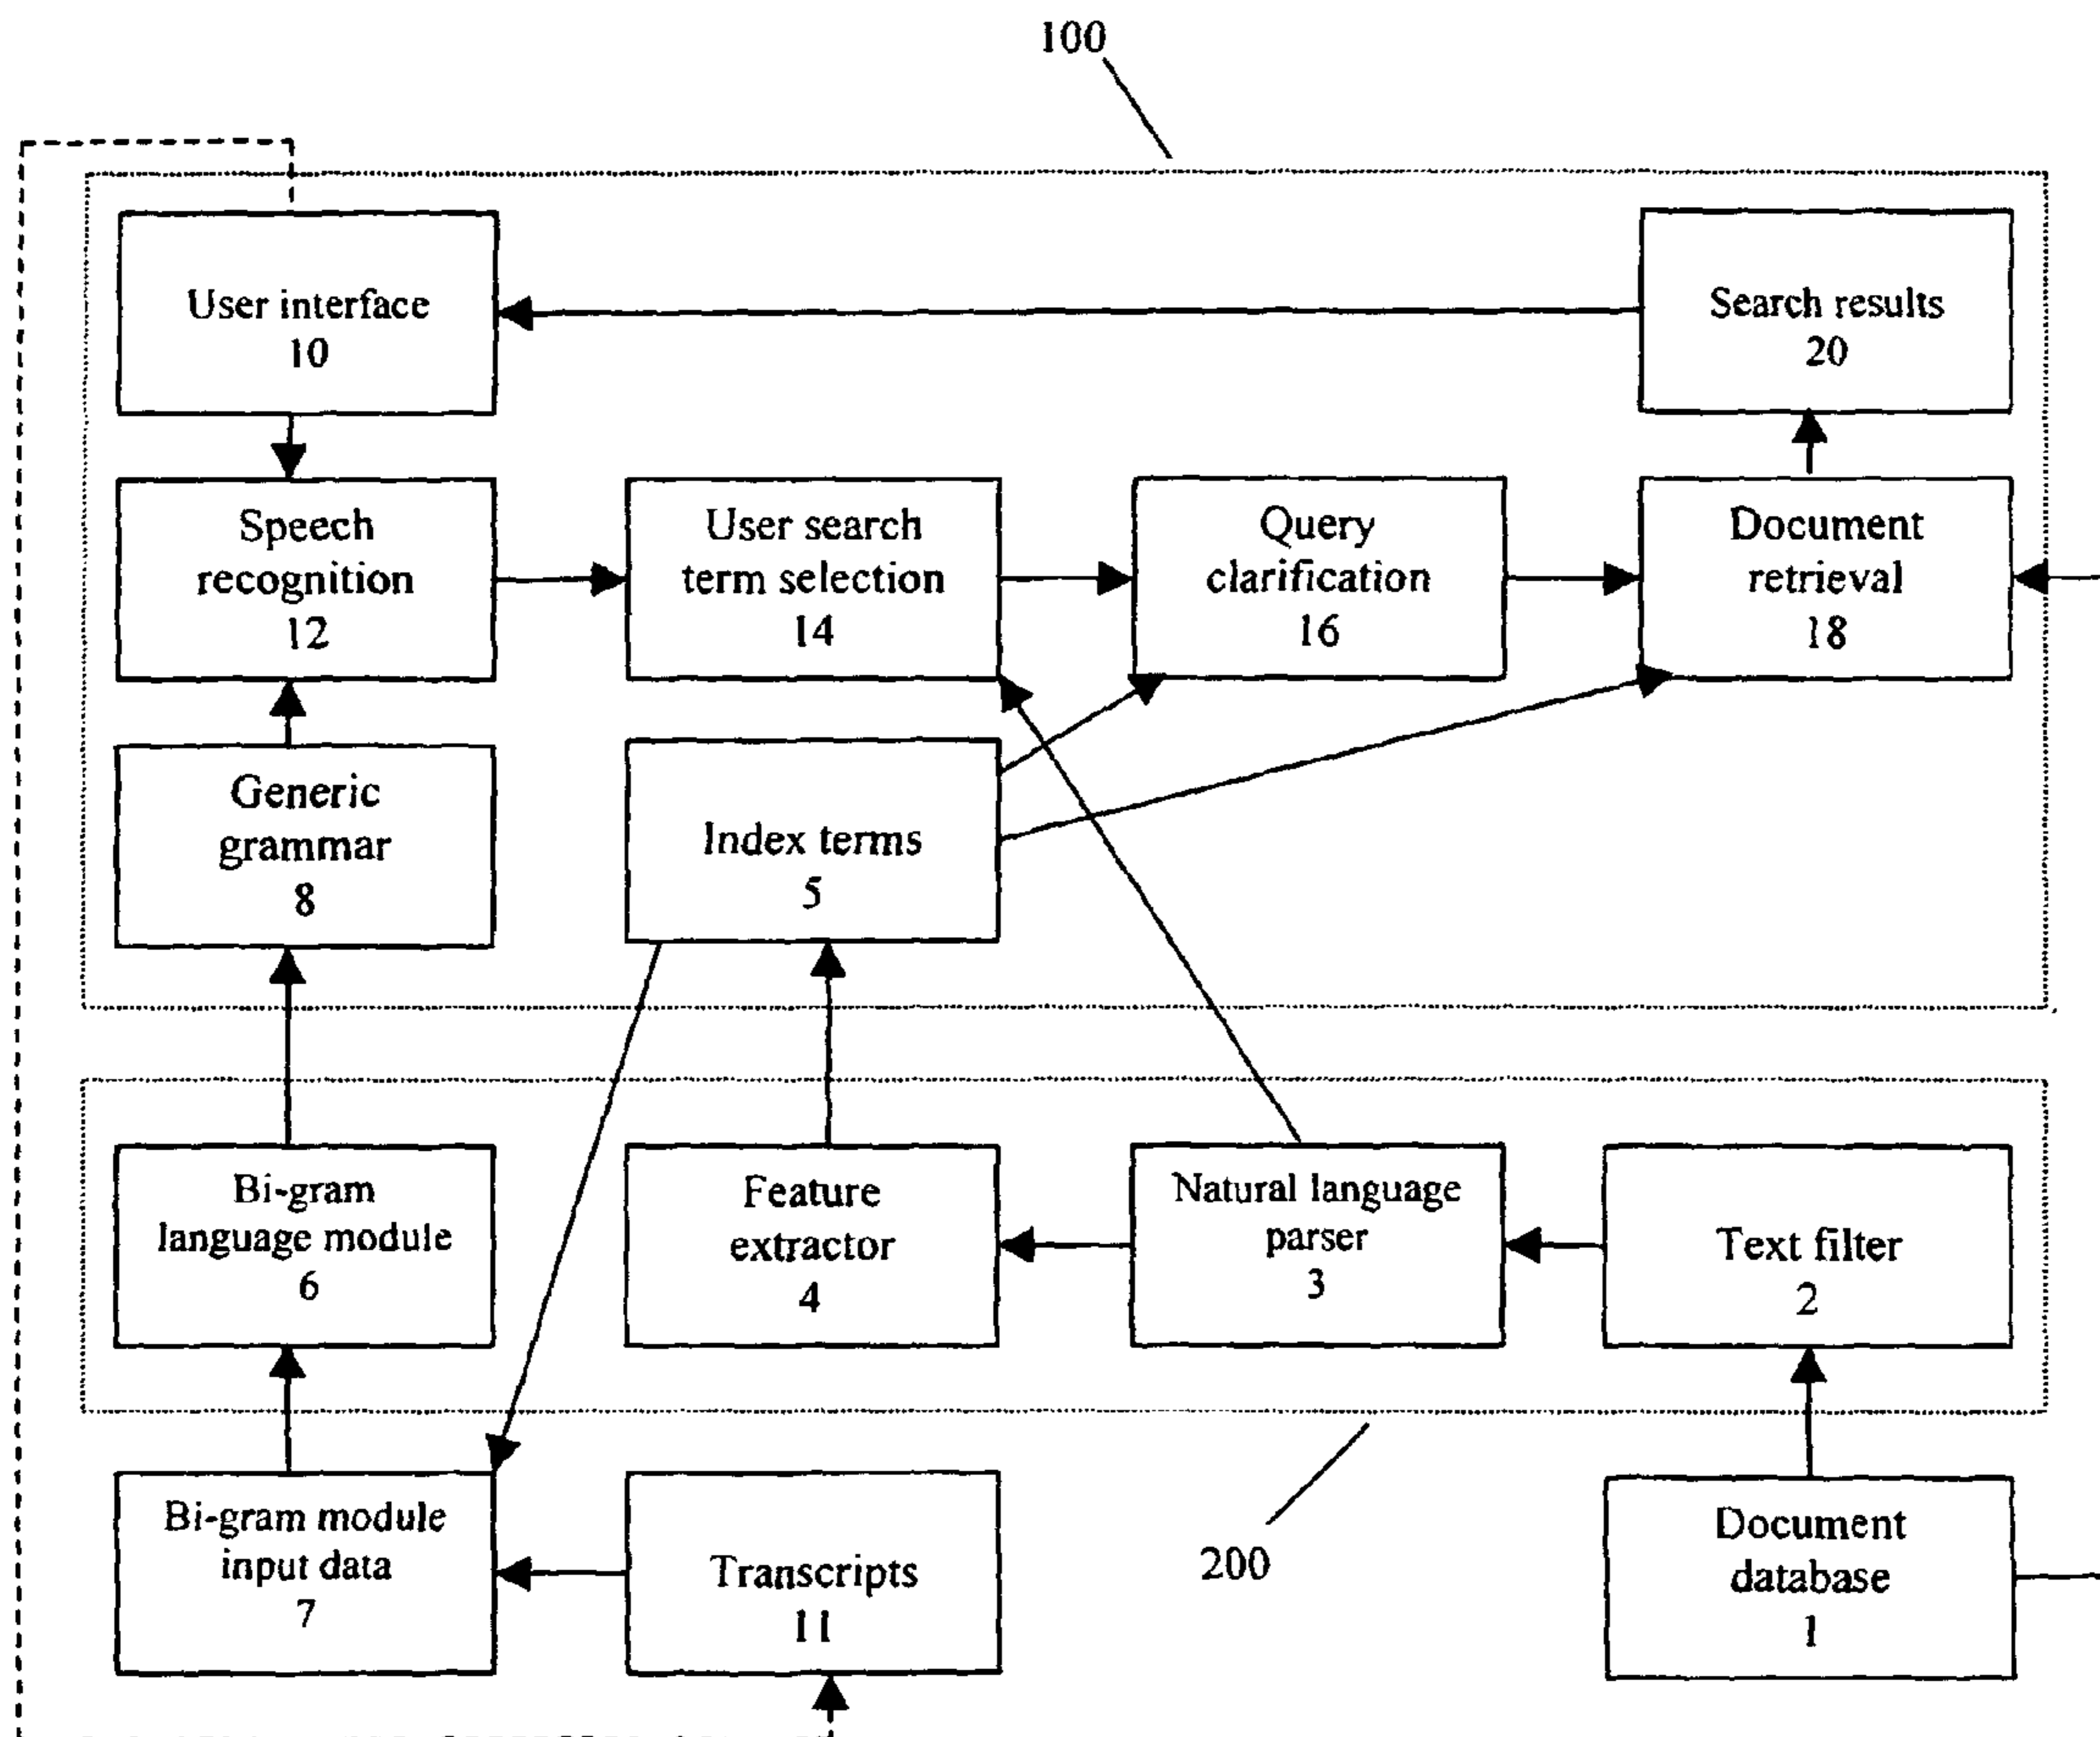 100
User interface
10
Search results
20
Speech
recognition
12
User search
term selection
14
Query
clarification
16
Document
retrieval
18
Generic
grammar
8
Index terms
5
Bi-gram
language module
6
Feature
extractor
4
Natural language
parser
3
Text filter
2
Bi-gram module
input data
7
Transcripts
11
200
Document
database
1